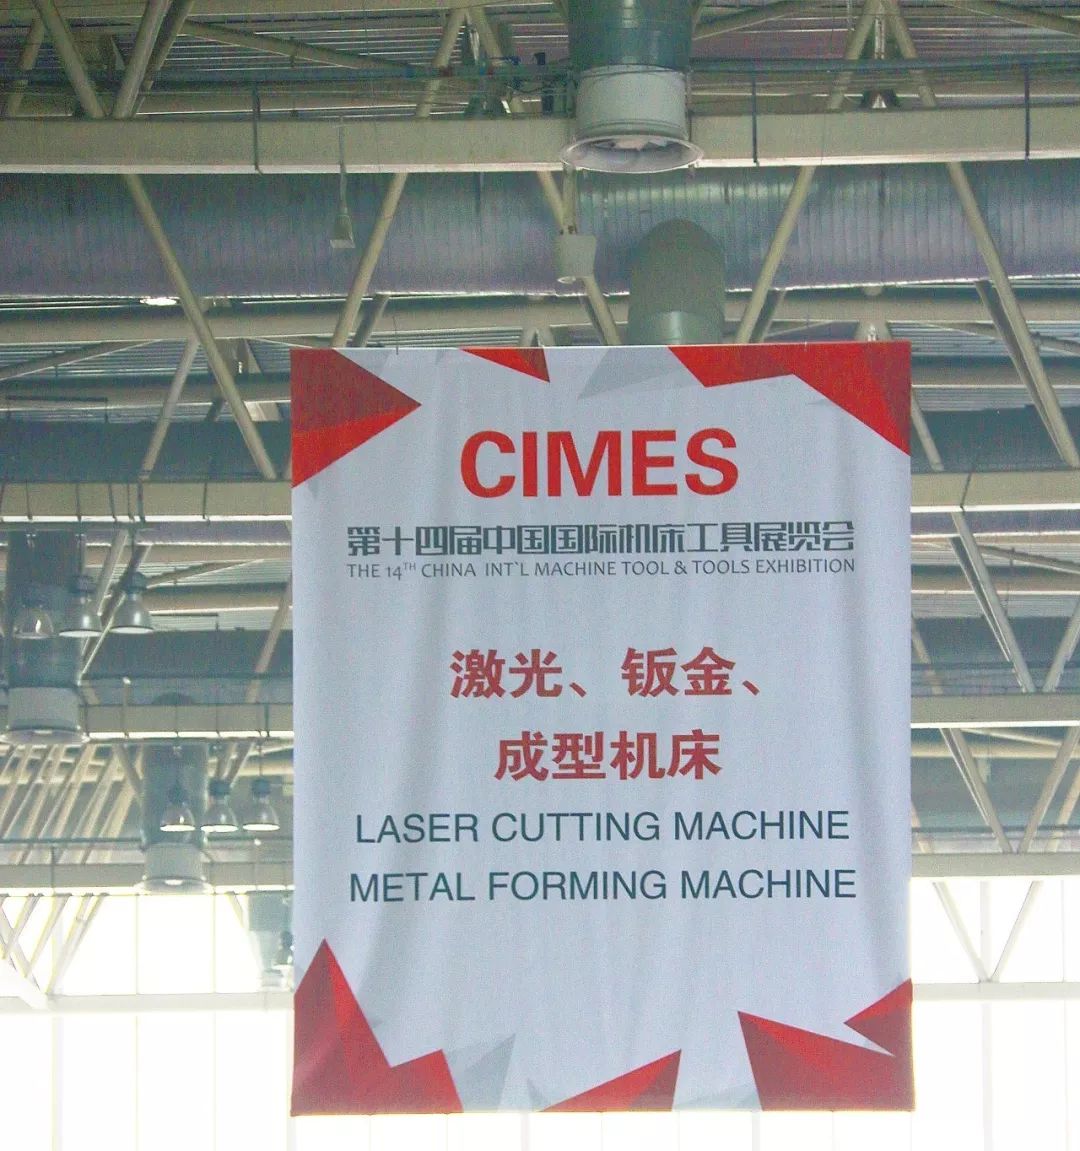 CIMES
第十四届中国国际机床工具展览会
THE 14TH CHINA INT`L MACHINE TOOL & TOOLS EXHIBITION
激光、钣金、
成型机床
LASER CUTTING MACHINE
METAL FORMING MACHINE